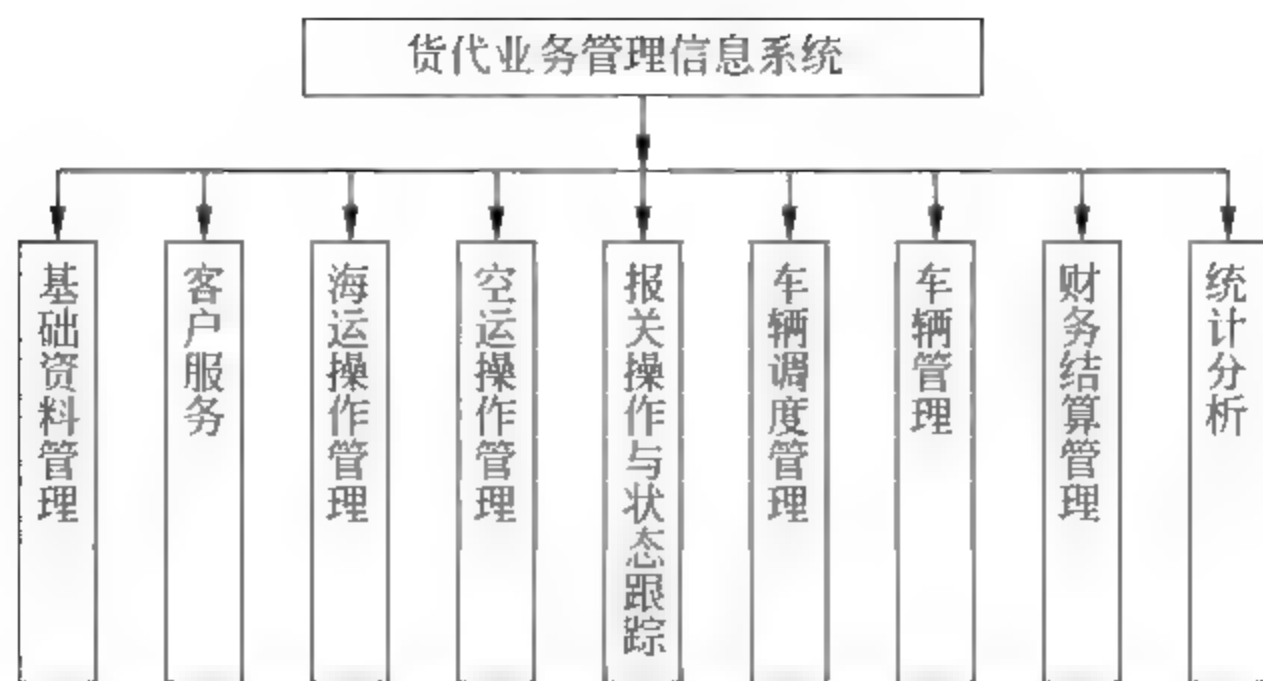 货代业务管理信息系统
基础资料管理
客户服务
海运操作管理
空运操作管理
报关操作与状态跟踪
车辆调度管理
车辆管理
财务结算管理
统计分析